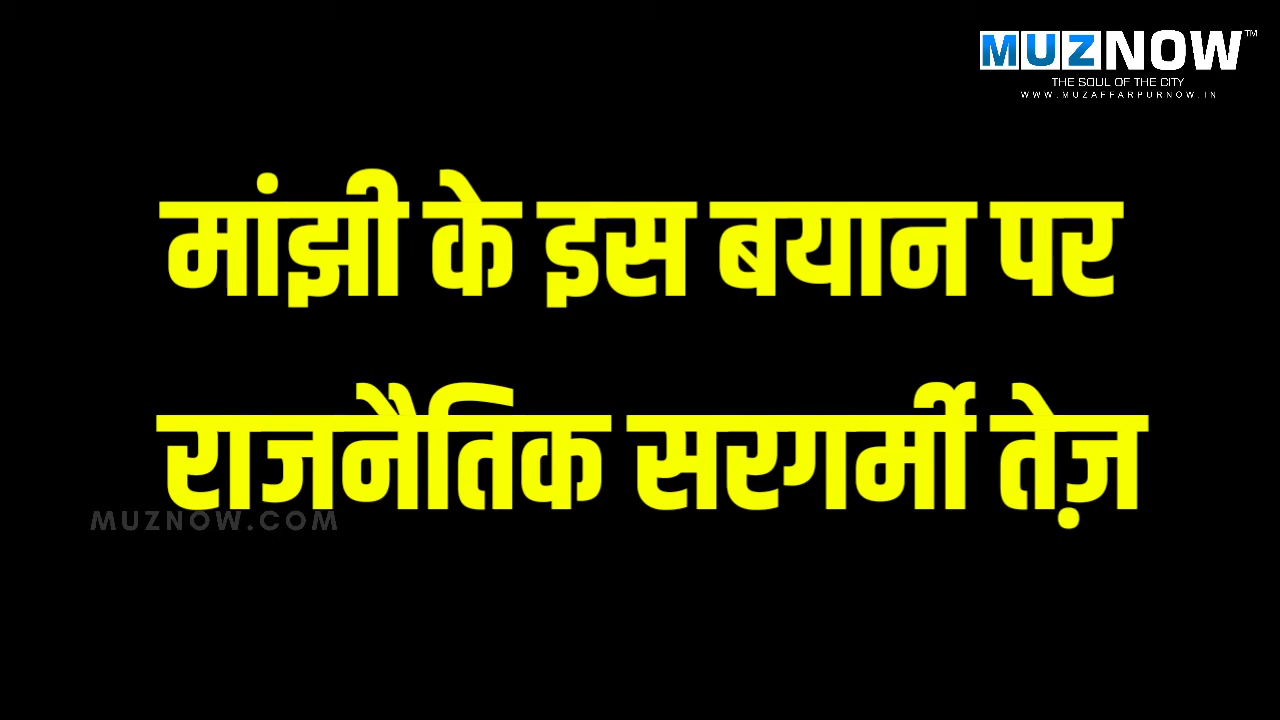 MUZNOW™
THE SOUL OF THE CITY
WWW.MUZAFFARPURNOW.IN
मांझी के इस बयान पर
राजनैतिक सरगर्मी तेज़
MUZNOW.COM